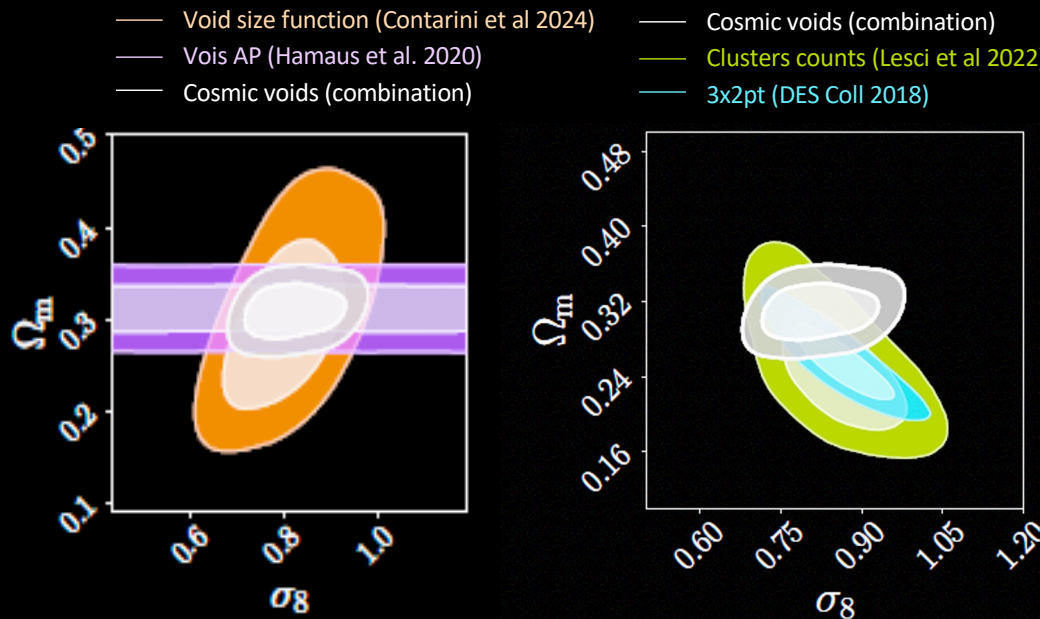 Void size function (Contarini et al 2024)
Vois AP (Hamaus et al. 2020)
Cosmic voids (combination)
Cosmic voids (combination)
Clusters counts (Lesci et al 2022)
3x2pt (DES Coll 2018)
0.5
0.4
0.3
0.2
0.1
Ωm
0.6 0.8 1.0
σ8
0.48
0.40
0.32
0.24
0.16
Ωm
0.60 0.75 0.90 1.05 1.20
σ8